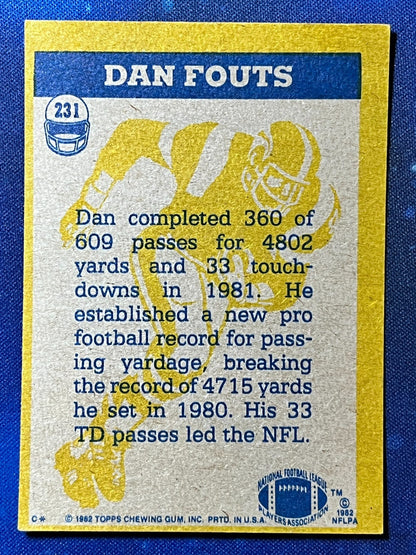 DAN FOUTS
231
Dan completed 360 of
609 passes for 4802
yards and 33 touch-
downs in 1981. He
established a new pro
football record for pass-
ing yardage, breaking
the record of 4715 yards
he set in 1980. His 33
TD passes led the NFL.
NATIONAL FOOTBALL LEAGUE
PLAYERS ASSOCIATION
™
©
1982
NFLPA
C* © 1982 TOPPS CHEWING GUM, INC. PRTD. IN U.S.A.